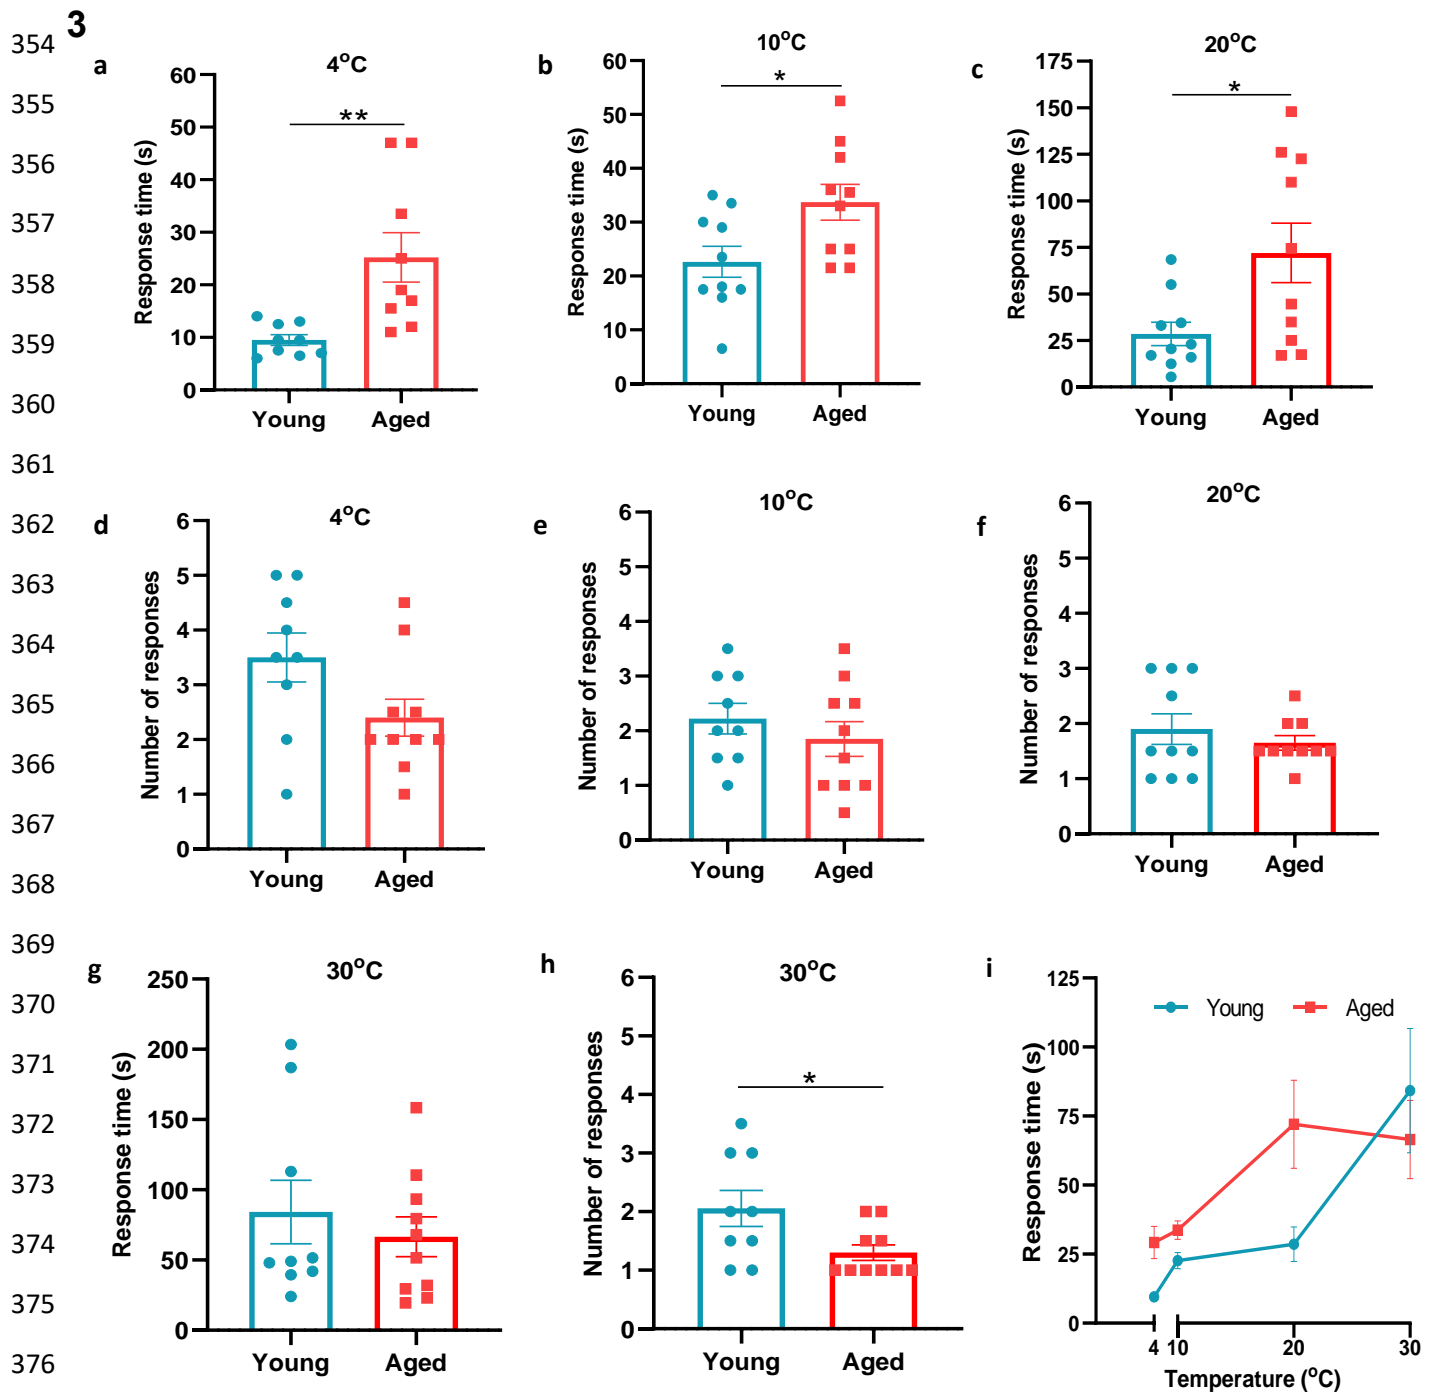 3
354
355
356
357
358
359
360
361
362
363
364
365
366
367
368
369
370
371
372
373
374
375
376
a
4°C
Response time (s)
60
50
40
30
20
10
0
**
Young Aged
b
10°C
Response time (s)
60
50
40
30
20
10
0
*
Young Aged
c
20°C
Response time (s)
175
150
125
100
75
50
25
0
*
Young Aged
d
4°C
Number of responses
6
5
4
3
2
1
0
Young Aged
e
10°C
Number of responses
6
5
4
3
2
1
0
Young Aged
f
20°C
Number of responses
6
5
4
3
2
1
0
Young Aged
g
30°C
Response time (s)
250
200
150
100
50
0
Young Aged
h
30°C
Number of responses
6
5
4
3
2
1
0
*
Young Aged
i
Young Aged
Response time (s)
125
100
75
50
25
0
4 10 20 30
Temperature (°C)